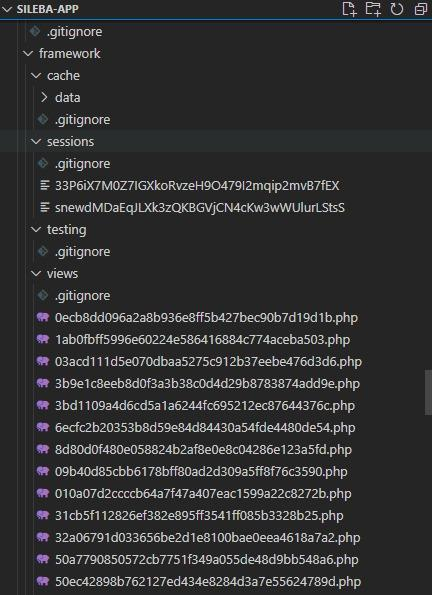 SILEBA-APP
.gitignore
framework
cache
data
.gitignore
sessions
.gitignore
33P6iX7M0Z7IGXkoRvzeH9O479I2mqip2mvB7fEX
snewdMDaEqJLXk3zQKBGVjCN4cKw3wWUlurLStsS
testing
.gitignore
views
.gitignore
0ecb8dd096a2a8b936e8ff5b427bec90b7d19d1b.php
1ab0fbff5996e60224e586416884c774aceba503.php
03acd111d5e070dbaa5275c912b37eebe476d3d6.php
3b9e1c8eeb8d0f3a3b38c0d4d29b8783874add9e.php
3bd1109a4d6cd5a1a6244fc695212ec87644376c.php
6ecfc2b20353b8d59e84d84430a54fde4480de54.php
8d80d0f480e058824b2af8e0e8c04286e123a5fd.php
09b40d85cbb6178bff80ad2d309a5ff8f76c3590.php
010a07d2ccccb64a7f47a407eac1599a22c8272b.php
31cb5f112826ef382e895ff3541ff085b3328b25.php
32a06791d033656be2d1e8100bae0eea4618a7a2.php
50a7790850572cb7751f349a055de48d9bb548a6.php
50ec42898b762127ed434e8284d3a7e55624789d.php